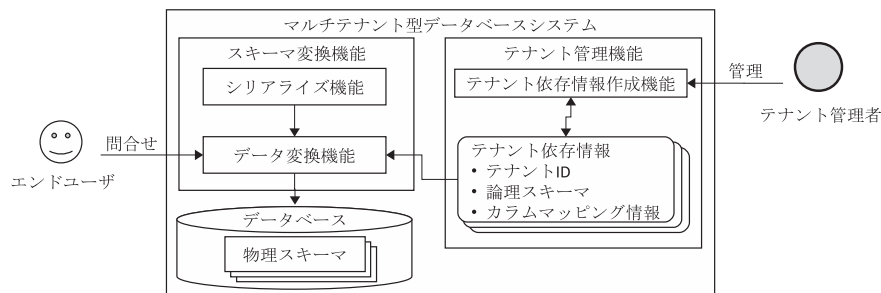 マルチテナント型データベースシステム
スキーマ変換機能
シリアライズ機能
データ変換機能
データベース
物理スキーマ
テナント管理機能
テナント依存情報作成機能
テナント依存情報
• テナントID
• 論理スキーマ
• カラムマッピング情報
問合せ
エンドユーザ
管理
テナント管理者